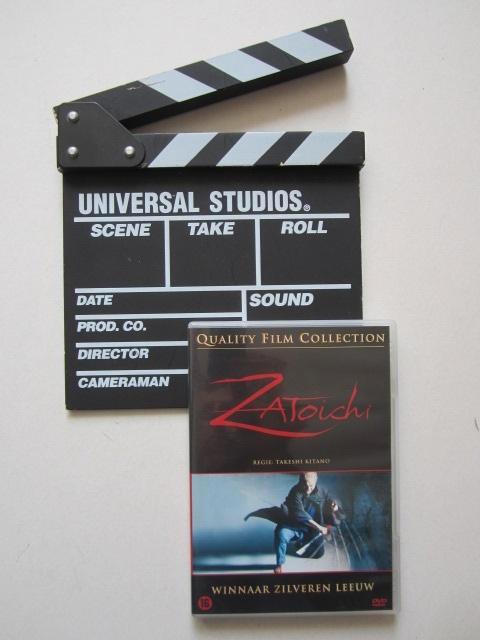 UNIVERSAL STUDIOS®
SCENE TAKE ROLL
DATE SOUND
PROD. CO.
DIRECTOR
CAMERAMAN
QUALITY FILM COLLECTION
ZATOICHI
REGIE: TAKESHI KITANO
WINNAAR ZILVEREN LEEUW
16 DVD